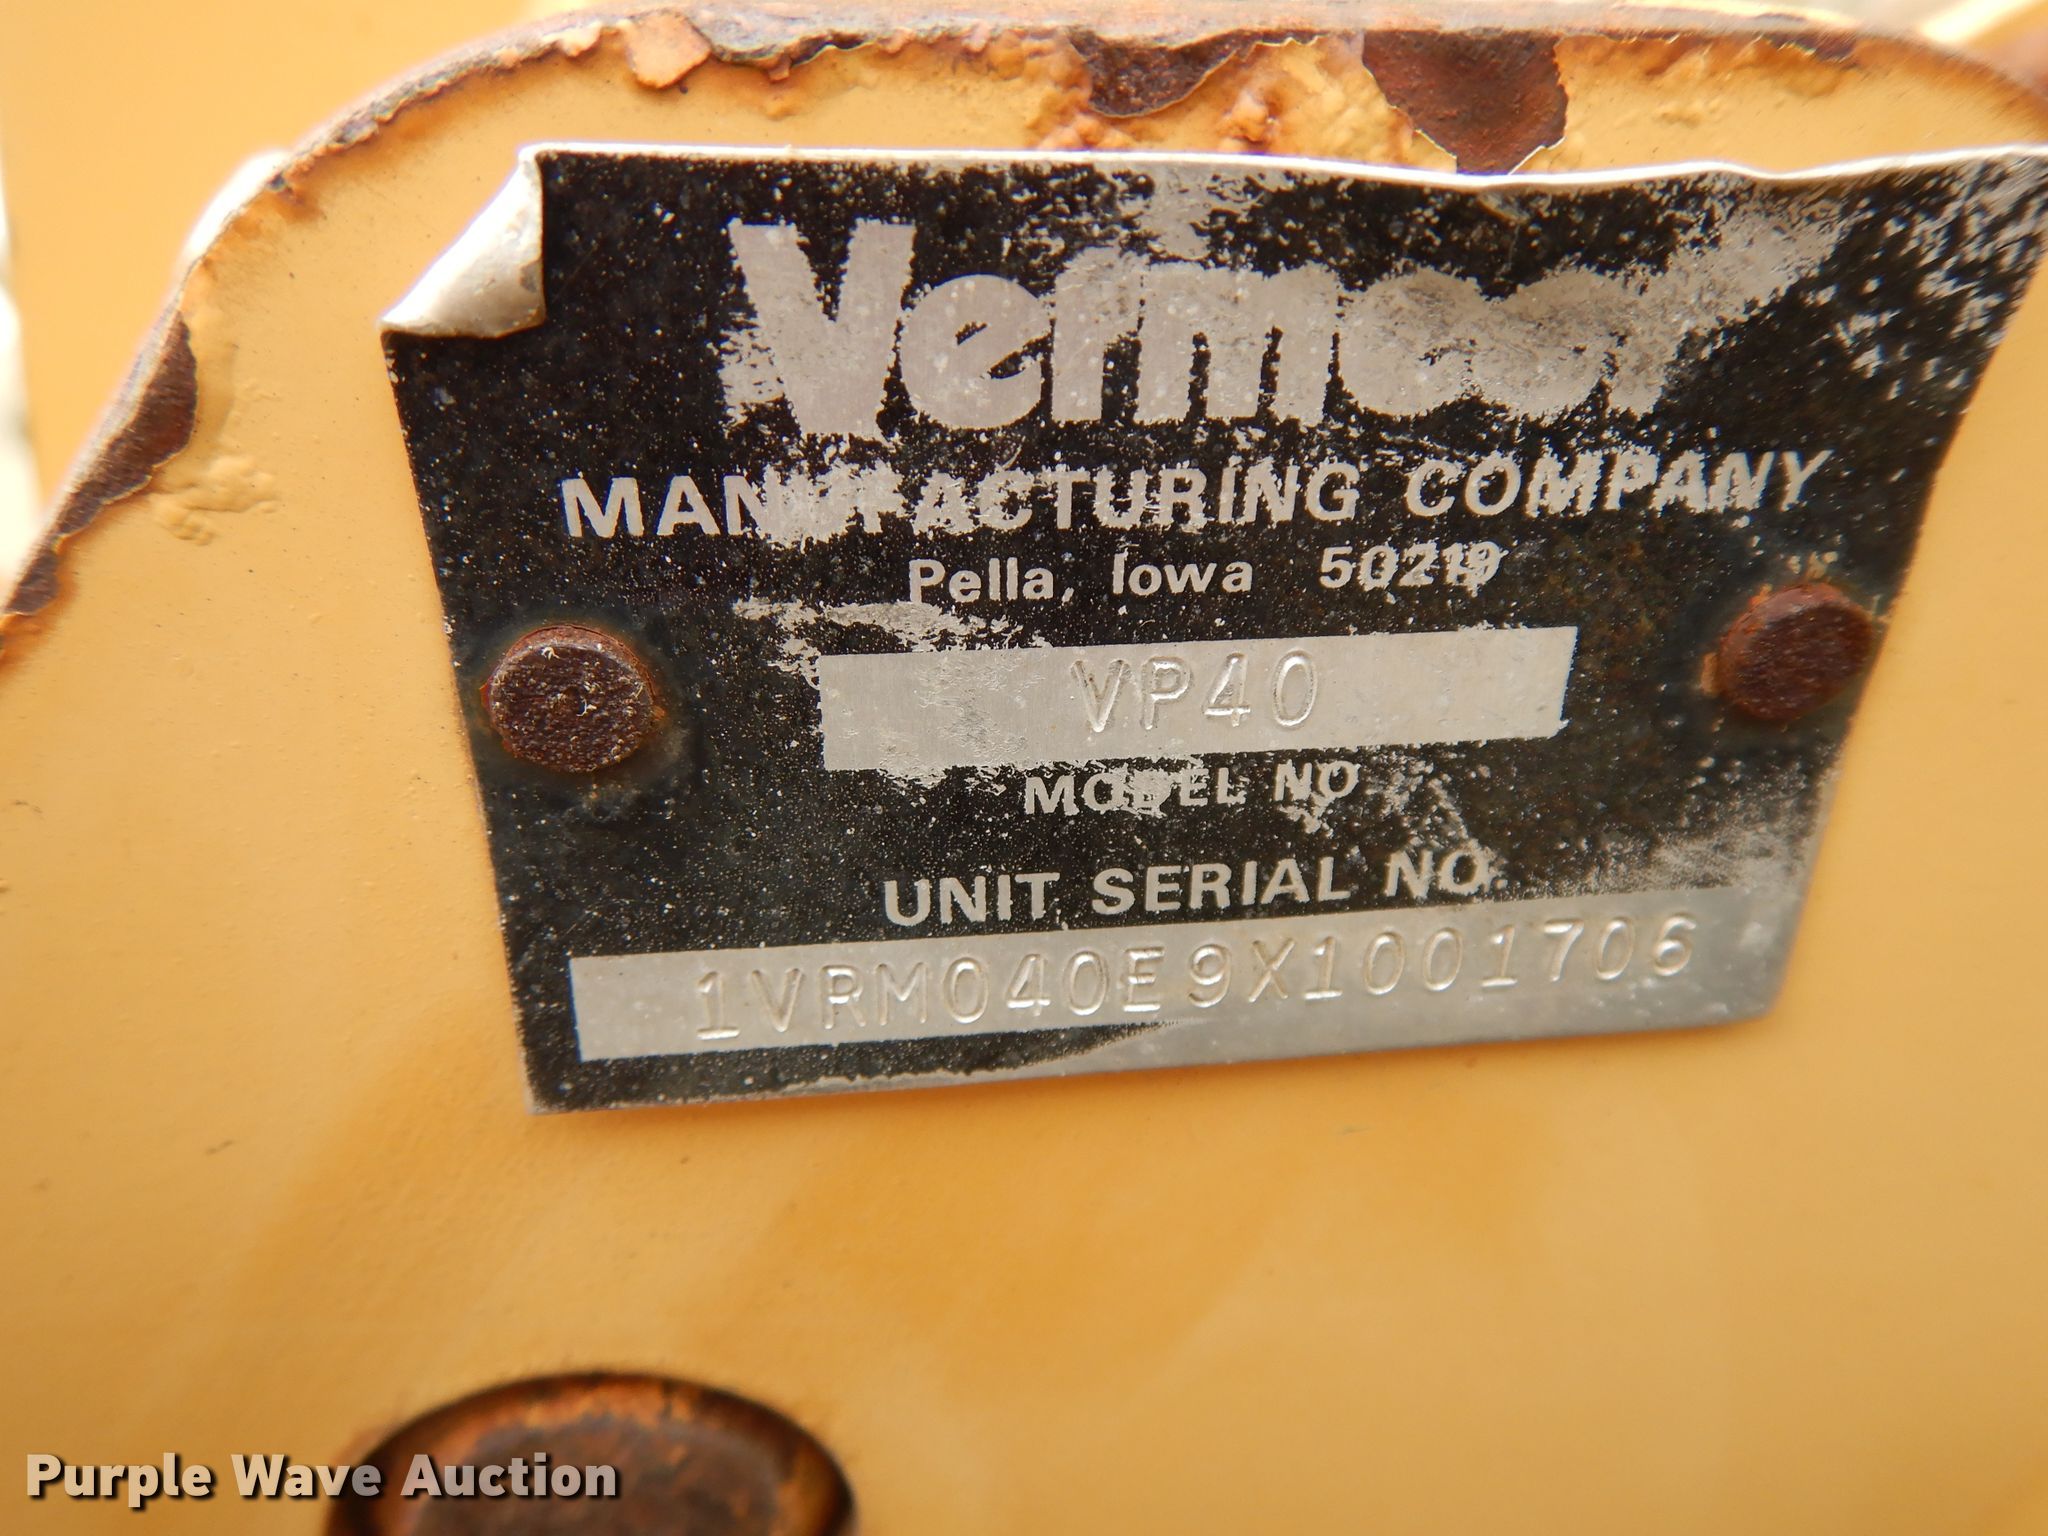 Vermeer
MANUFACTURING COMPANY
Pella, Iowa 50219
VP40
MODEL NO
UNIT SERIAL NO.
1VRM040E9X1001706
Purple Wave Auction